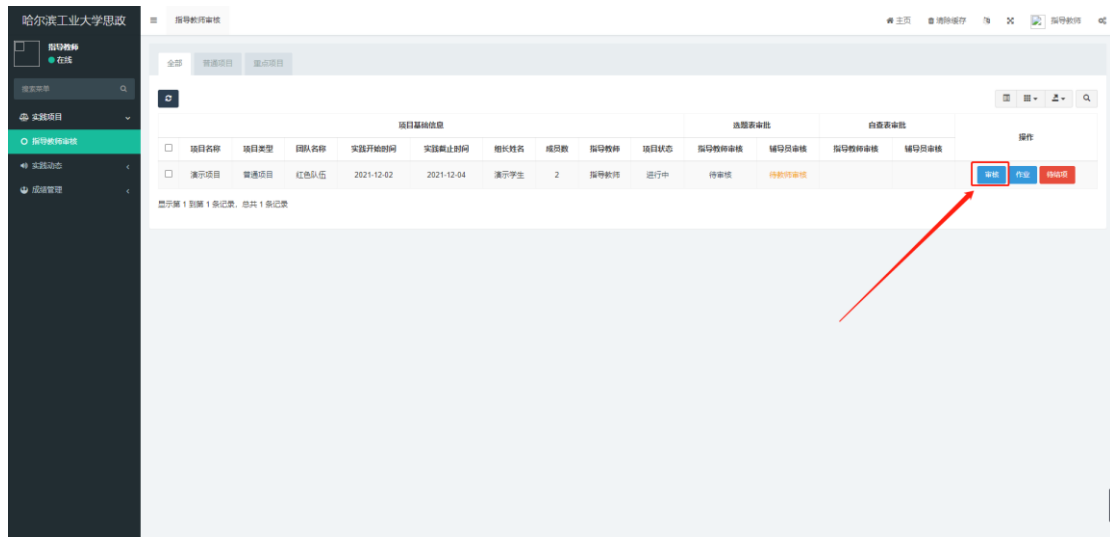 哈尔滨工业大学思政
指导教师审核
主页
清除缓存
指导教师
指导教师
在线
搜索菜单
实践项目
指导教师审核
实践动态
成绩管理
全部 普通项目 重点项目
项目基础信息 选题表审批 自查表审批 操作
项目名称 项目类型 团队名称 实践开始时间 实践截止时间 组长姓名 成员数 指导教师 项目状态 指导教师审核 辅导员审核 指导教师审核 辅导员审核
演示项目 普通项目 红色队伍 2021-12-02 2021-12-04 演示学生 2 指导教师 进行中 待审核 待教师审核 审核 作业 待结项
显示第 1 到第 1 条记录，总共 1 条记录